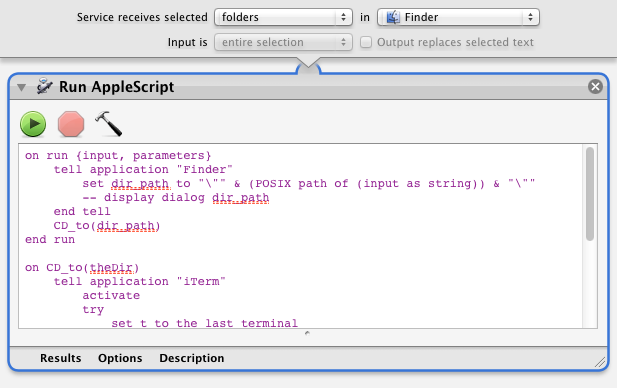 Service receives selected folders in Finder
Input is entire selection Output replaces selected text
Run AppleScript
on run {input, parameters}
tell application "Finder"
set dir_path to "\"" & (POSIX path of (input as string)) & "\""
-- display dialog dir_path
end tell
CD_to(dir_path)
end run
on CD_to(theDir)
tell application "iTerm"
activate
try
set t to the last terminal
Results Options Description